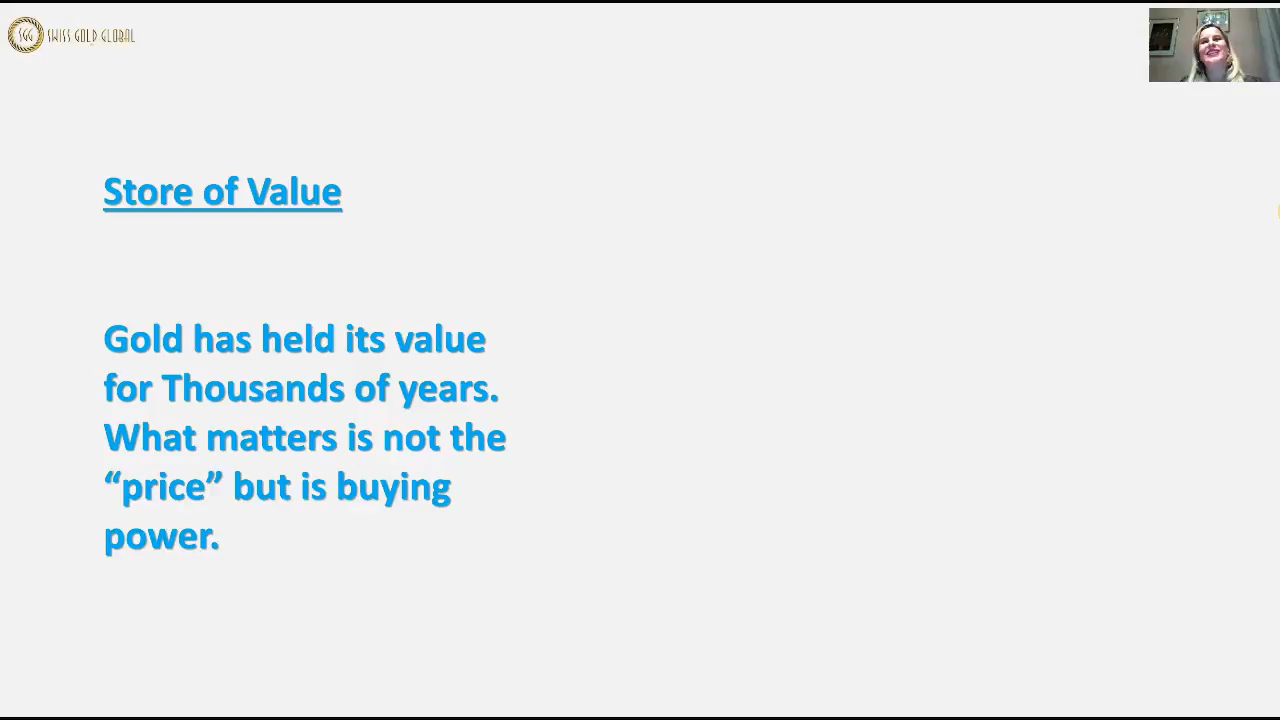 SGG SWISS GOLD GLOBAL
Store of Value
Gold has held its value
for Thousands of years.
What matters is not the
“price” but is buying
power.